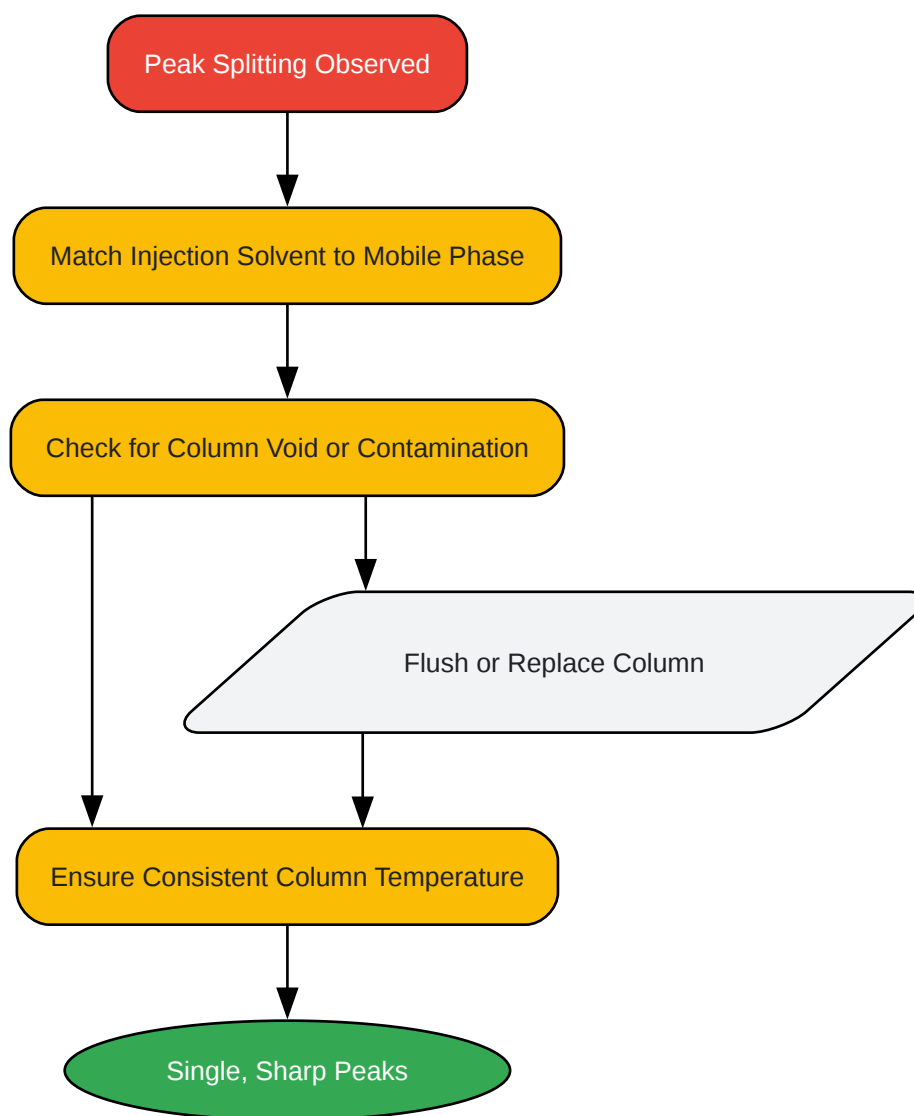 Peak Splitting Observed
Match Injection Solvent to Mobile Phase
Check for Column Void or Contamination
Flush or Replace Column
Ensure Consistent Column Temperature
Single, Sharp Peaks